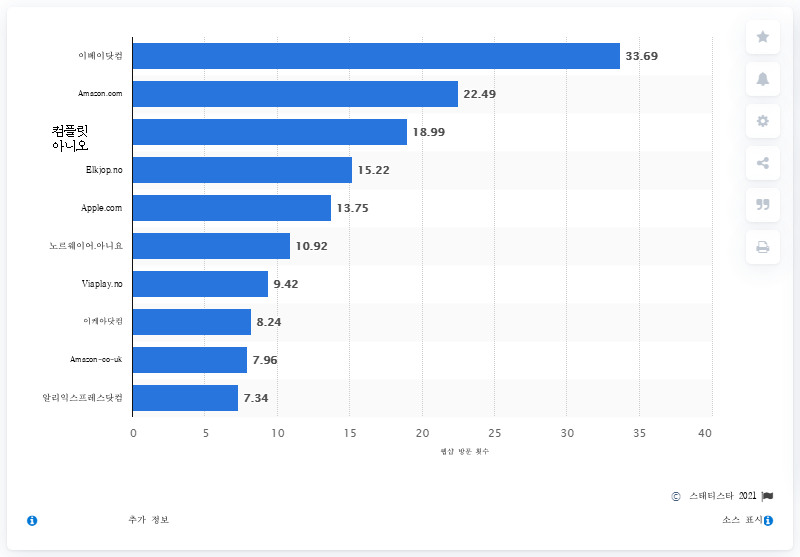 이베이닷컴
33.69
Amazon.com
22.49
컴플릿
아니오
18.99
Elkjop.no
15.22
Apple.com
13.75
노르웨이어.아니요
10.92
Viaplay.no
9.42
이케아닷컴
8.24
Amazon-co-uk
7.96
알리익스프레스닷컴
7.34
0 5 10 15 20 25 30 35 40
웹샵 방문 횟수
© 스태티스타 2021
추가 정보
소스 표시